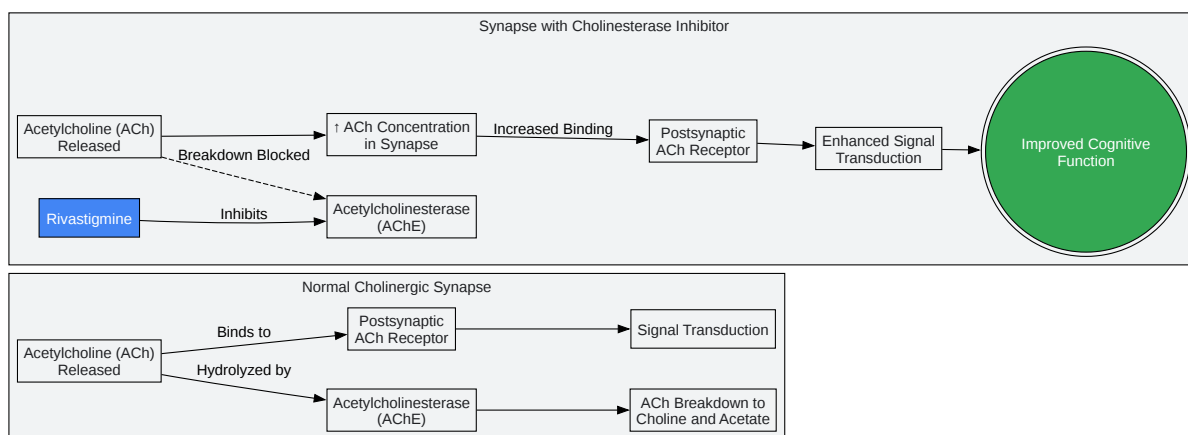 Synapse with Cholinesterase Inhibitor
Acetylcholine (ACh)
Released
↑ ACh Concentration
in Synapse
Increased Binding
Postsynaptic
ACh Receptor
Enhanced Signal
Transduction
Improved Cognitive
Function
Breakdown Blocked
Rivastigmine
Inhibits
Acetylcholinesterase
(AChE)
Normal Cholinergic Synapse
Acetylcholine (ACh)
Released
Binds to
Postsynaptic
ACh Receptor
Signal Transduction
Hydrolyzed by
Acetylcholinesterase
(AChE)
ACh Breakdown to
Choline and Acetate